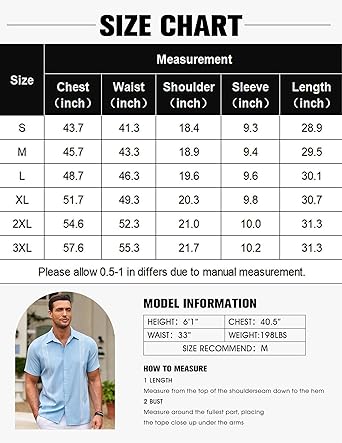 SIZE CHART
Size
Measurement
Chest (inch) Waist (inch) Shoulder (inch) Sleeve (inch) Length (inch)
S 43.7 41.3 18.4 9.3 28.9
M 45.7 43.3 19.0 9.4 29.5
L 48.7 46.3 19.6 9.6 30.1
XL 51.7 49.3 20.3 9.8 30.7
2XL 54.6 52.3 21.0 10.0 31.3
3XL 57.6 55.3 21.7 10.2 31.3
Please allow 0.5-1 in differs due to manual measurement.
MODEL INFORMATION
HEIGHT: 6'1" CHEST: 40.5"
WAIST: 33" WEIGHT:198LBS
SIZE RECOMMEND: M
HOW TO MEASURE
1 LENGTH
Measure from the top of the shoulderseam down to the hem
2 BUST
Measure around the fullest part, placing
the tape close up under the arms